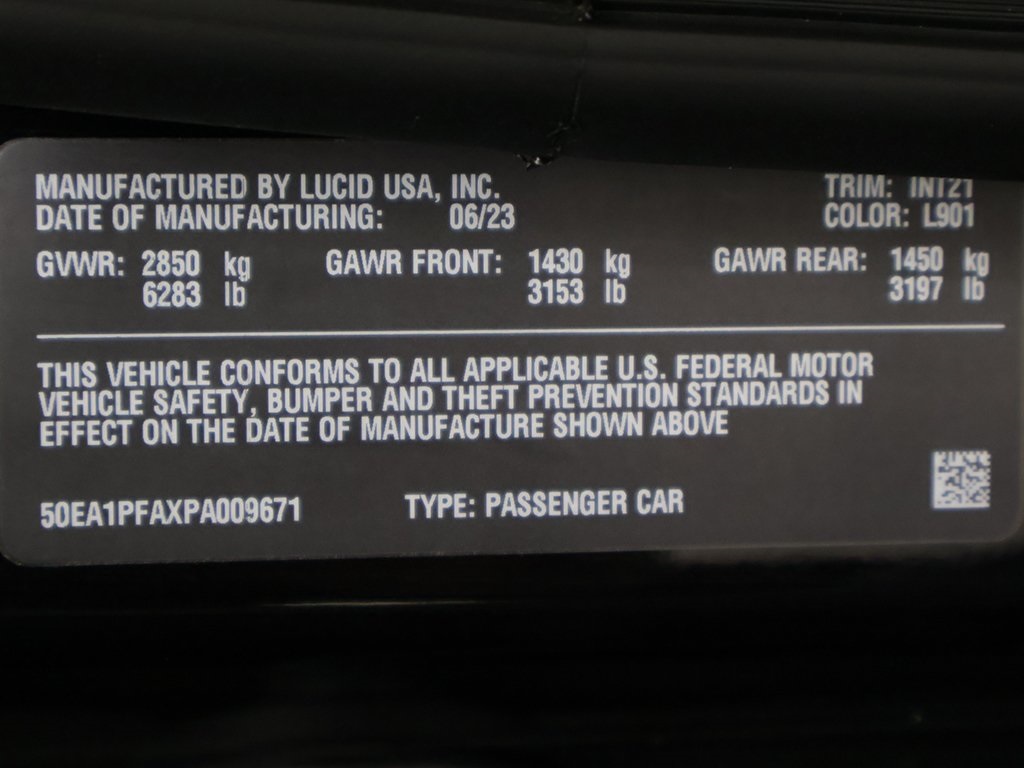 MANUFACTURED BY LUCID USA, INC. TRIM: INT21
DATE OF MANUFACTURING: 06/23 COLOR: L901
GVWR: 2850 kg GAWR FRONT: 1430 kg GAWR REAR: 1450 kg
6283 lb 3153 lb 3197 lb
THIS VEHICLE CONFORMS TO ALL APPLICABLE U.S. FEDERAL MOTOR
VEHICLE SAFETY, BUMPER AND THEFT PREVENTION STANDARDS IN
EFFECT ON THE DATE OF MANUFACTURE SHOWN ABOVE
50EA1PFAXPA009671 TYPE: PASSENGER CAR